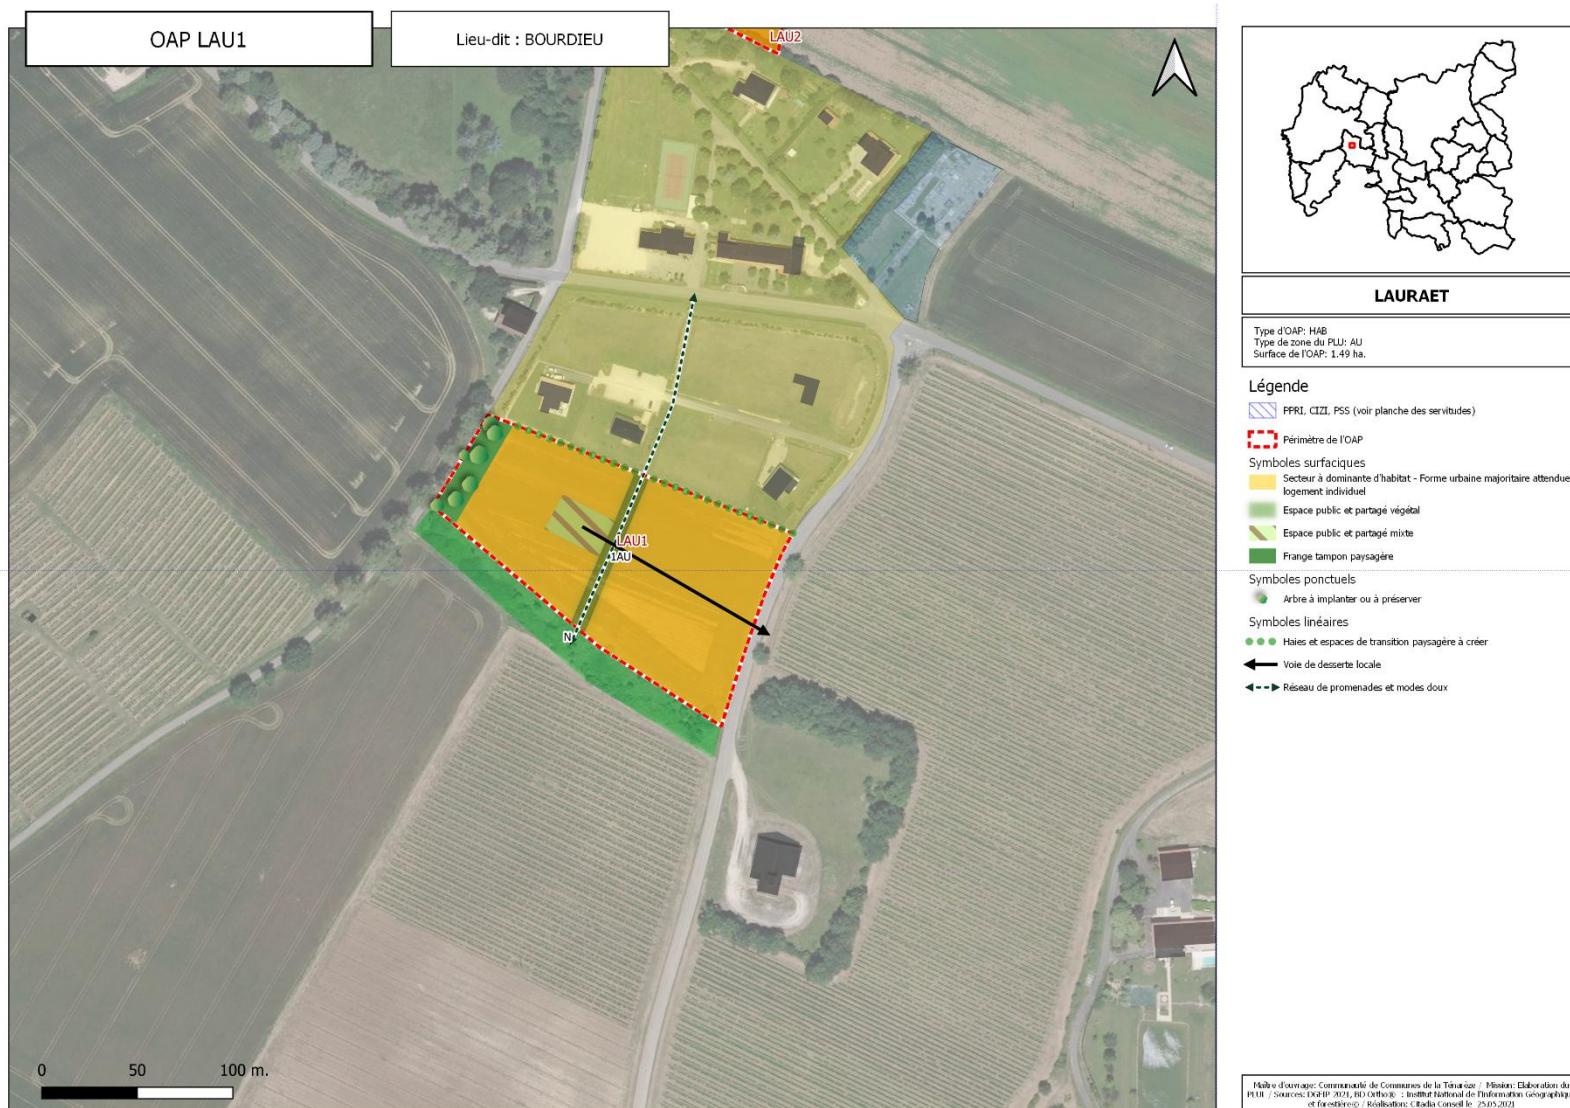 OAP LAU1
Lieu-dit : BOURDIEU
LAU2
LAU1
1AU
N
0 50 100 m.
LAURAET
Type d'OAP: HAB
Type de zone du PLU: AU
Surface de l'OAP: 1.49 ha.
Légende
PPRI, CIZI, PSS (voir planche des servitudes)
Périmètre de l'OAP
Symboles surfaciques
Secteur à dominante d'habitat - Forme urbaine majoritaire attendue
logement individuel
Espace public et partagé végétal
Espace public et partagé mixte
Frange tampon paysagère
Symboles ponctuels
Arbre à implanter ou à préserver
Symboles linéaires
Haies et espaces de transition paysagère à créer
Voie de desserte locale
Réseau de promenades et modes doux
Maître d'ouvrage: Communauté de Communes de la Ténarèze / Mission: Elaboration du
PLUI / Sources: DGFIP 2021, BD Ortho® : Institut National de l'Information Géographique
et forestière© / Réalisation: Citadia Conseil le 25.05.2021